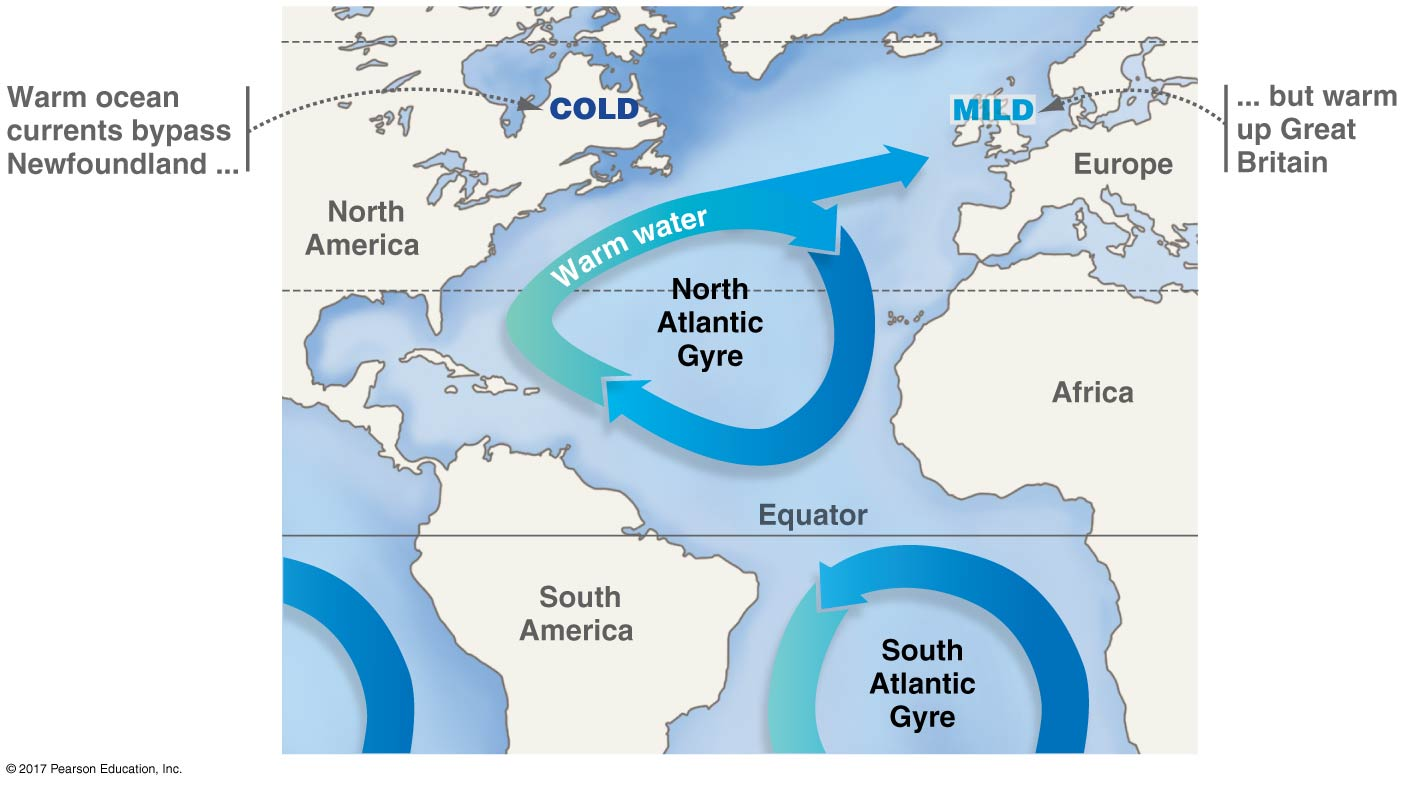 Warm ocean
currents bypass
Newfoundland ...
COLD
MILD
... but warm
up Great
Britain
Europe
North
America
Warm water
North
Atlantic
Gyre
Africa
Equator
South
America
South
Atlantic
Gyre
© 2017 Pearson Education, Inc.